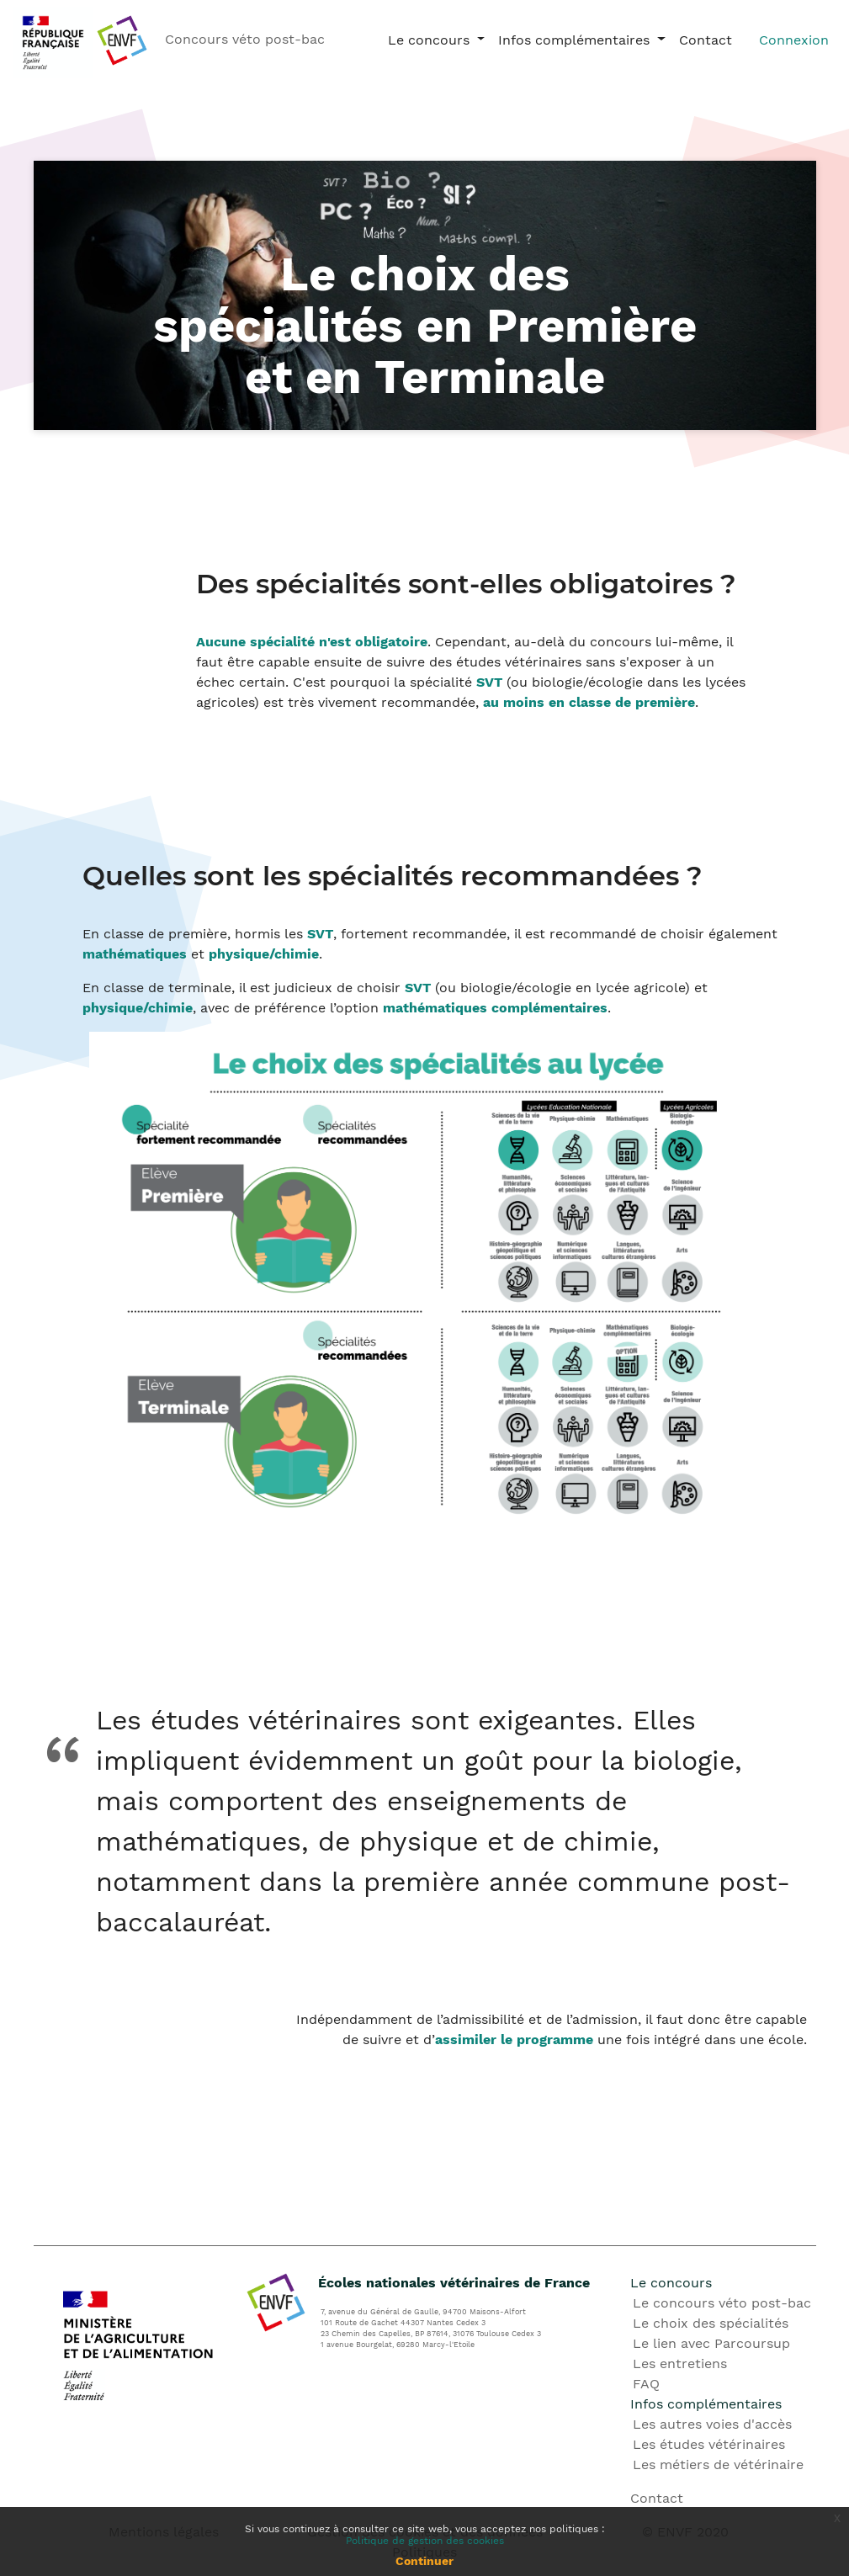 RÉPUBLIQUE
FRANÇAISE
Liberté
Égalité
Fraternité
ENVF
Concours véto post-bac
Le concours
Infos complémentaires
Contact
Connexion
SVT ?
Bio ?
SI ?
PC ?
Éco ?
Num. ?
Maths ?
Maths compl. ?
Le choix des
spécialités en Première
et en Terminale
Des spécialités sont-elles obligatoires ?
Aucune spécialité n'est obligatoire. Cependant, au-delà du concours lui-même, il
faut être capable ensuite de suivre des études vétérinaires sans s'exposer à un
échec certain. C'est pourquoi la spécialité SVT (ou biologie/écologie dans les lycées
agricoles) est très vivement recommandée, au moins en classe de première.
Quelles sont les spécialités recommandées ?
En classe de première, hormis les SVT, fortement recommandée, il est recommandé de choisir également
mathématiques et physique/chimie.
En classe de terminale, il est judicieux de choisir SVT (ou biologie/écologie en lycée agricole) et
physique/chimie, avec de préférence l’option mathématiques complémentaires.
Le choix des spécialités au lycée
Spécialité
fortement recommandée
Spécialités
recommandées
Elève
Première
Lycées Education Nationale
Lycées Agricoles
Sciences de la vie
et de la terre
Physique-chimie
Mathématiques
Biologie-
écologie
Humanités,
littérature
et philosophie
Sciences
économiques
et sociales
Littérature, lan-
gues et cultures
de l'Antiquité
Science
de l'ingénieur
Histoire-géographie
géopolitique et
sciences politiques
Numérique
et sciences
informatiques
Langues,
littératures
cultures étrangères
Arts
Spécialités
recommandées
Elève
Terminale
Sciences de la vie
et de la terre
Physique-chimie
Mathématiques
complémentaires
Biologie-
écologie
OPTION
Humanités,
littérature
et philosophie
Sciences
économiques
et sociales
Littérature, lan-
gues et cultures
de l'Antiquité
Science
de l'ingénieur
Histoire-géographie
géopolitique et
sciences politiques
Numérique
et sciences
informatiques
Langues,
littératures
cultures étrangères
Arts
“
Les études vétérinaires sont exigeantes. Elles
impliquent évidemment un goût pour la biologie,
mais comportent des enseignements de
mathématiques, de physique et de chimie,
notamment dans la première année commune post-
baccalauréat.
Indépendamment de l’admissibilité et de l’admission, il faut donc être capable
de suivre et d’assimiler le programme une fois intégré dans une école.
MINISTÈRE
DE L’AGRICULTURE
ET DE L’ALIMENTATION
Liberté
Égalité
Fraternité
ENVF
Écoles nationales vétérinaires de France
7, avenue du Général de Gaulle, 94700 Maisons-Alfort
101 Route de Gachet 44307 Nantes Cedex 3
23 Chemin des Capelles, BP 87614, 31076 Toulouse Cedex 3
1 avenue Bourgelat, 69280 Marcy-l'Etoile
Le concours
Le concours véto post-bac
Le choix des spécialités
Le lien avec Parcoursup
Les entretiens
FAQ
Infos complémentaires
Les autres voies d'accès
Les études vétérinaires
Les métiers de vétérinaire
Contact
x
Mentions légales
© ENVF 2020
Si vous continuez à consulter ce site web, vous acceptez nos politiques :
Politique de gestion des cookies
Continuer